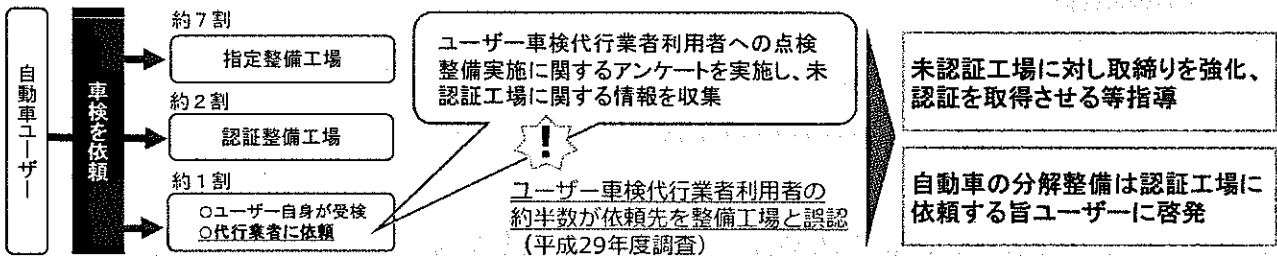 自動車ユーザー
車検を依頼
約7割
指定整備工場
約2割
認証整備工場
約1割
○ユーザー自身が受検
○代行業者に依頼
ユーザー車検代行業者利用者への点検
整備実施に関するアンケートを実施し、未
認証工場に関する情報を収集
!
ユーザー車検代行業者利用者の
約半数が依頼先を整備工場と誤認
(平成29年度調査)
未認証工場に対し取締りを強化、
認証を取得させる等指導
自動車の分解整備は認証工場に
依頼する旨ユーザーに啓発